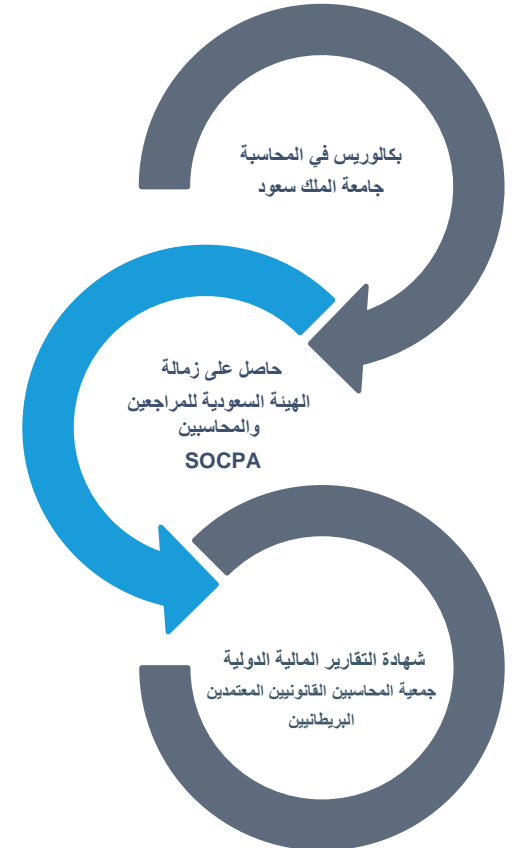 بكالوريس في المحاسبة
جامعة الملك سعود
حاصل على زمالة
الهيئة السعودية للمراجعين
والمحاسبين
SOCPA
شهادة التقارير المالية الدولية
جمعية المحاسبين القانونيين المعتمدين
البريطانيين